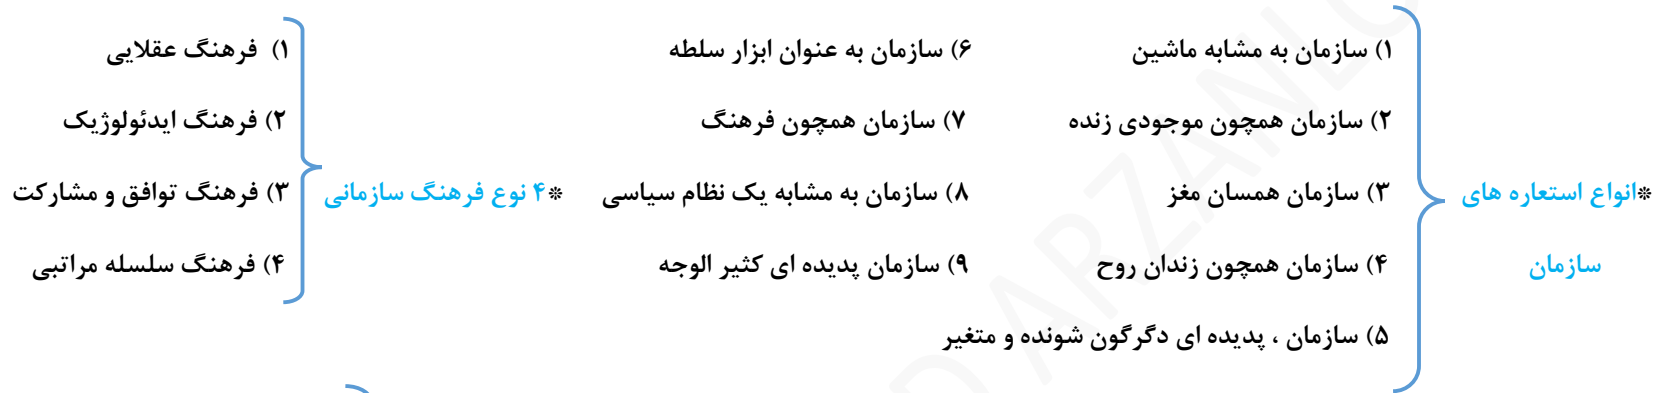 *انواع استعاره های
سازمان
۱) سازمان به مشابه ماشین
۲) سازمان همچون موجودی زنده
۳) سازمان همسان مغز
۴) سازمان همچون زندان روح
۵) سازمان ، پدیده ای دگرگون شونده و متغیر
۶) سازمان به عنوان ابزار سلطه
۷) سازمان همچون فرهنگ
۸) سازمان به مشابه یک نظام سیاسی
۹) سازمان پدیده ای کثیر الوجه
*۴ نوع فرهنگ سازمانی
۱) فرهنگ عقلایی
۲) فرهنگ ایدئولوژیک
۳) فرهنگ توافق و مشارکت
۴) فرهنگ سلسله مراتبی